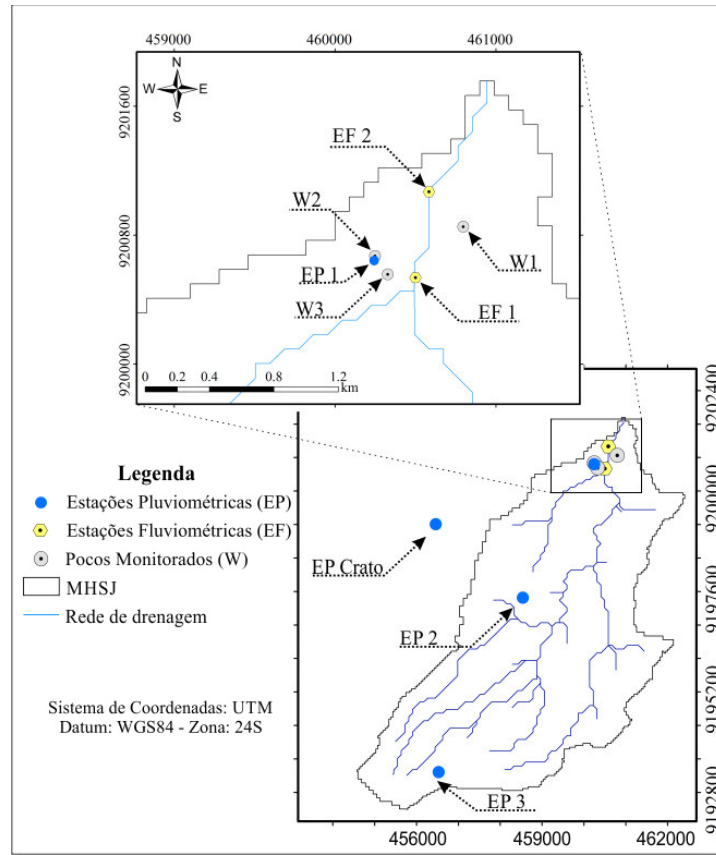 459000 460000 461000
N
W E
S
9201600
9200800
9200000
EF 2
W2
EP 1
W3
W1
EF 1
0 0.2 0.4 0.8 1.2
km
9202400
9200000
9197600
9195200
9192800
Legenda
Estações Pluviométricas (EP)
Estações Fluviométricas (EF)
Pocos Monitorados (W)
MHSJ
Rede de drenagem
Sistema de Coordenadas: UTM
Datum: WGS84 - Zona: 24S
EP Crato
EP 2
EP 3
456000 459000 462000